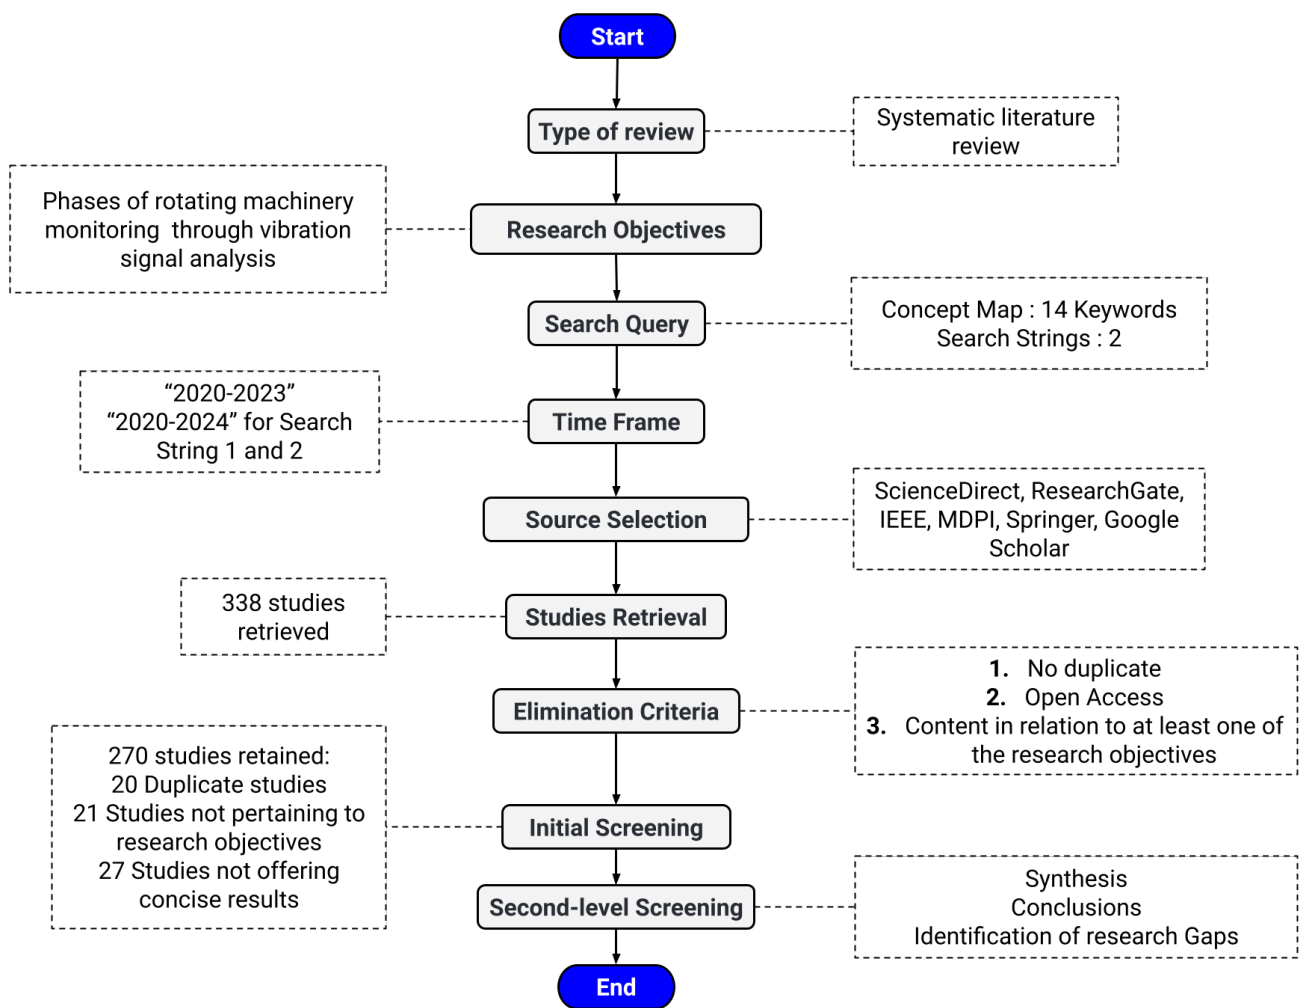 Start
Type of review
Systematic literature
review
Phases of rotating machinery
monitoring through vibration
signal analysis
Research Objectives
Search Query
Concept Map : 14 Keywords
Search Strings : 2
“2020-2023”
“2020-2024” for Search
String 1 and 2
Time Frame
Source Selection
ScienceDirect, ResearchGate,
IEEE, MDPI, Springer, Google
Scholar
338 studies
retrieved
Studies Retrieval
Elimination Criteria
1. No duplicate
2. Open Access
3. Content in relation to at least one of
the research objectives
270 studies retained:
20 Duplicate studies
21 Studies not pertaining to
research objectives
27 Studies not offering
concise results
Initial Screening
Second-level Screening
Synthesis
Conclusions
Identification of research Gaps
End